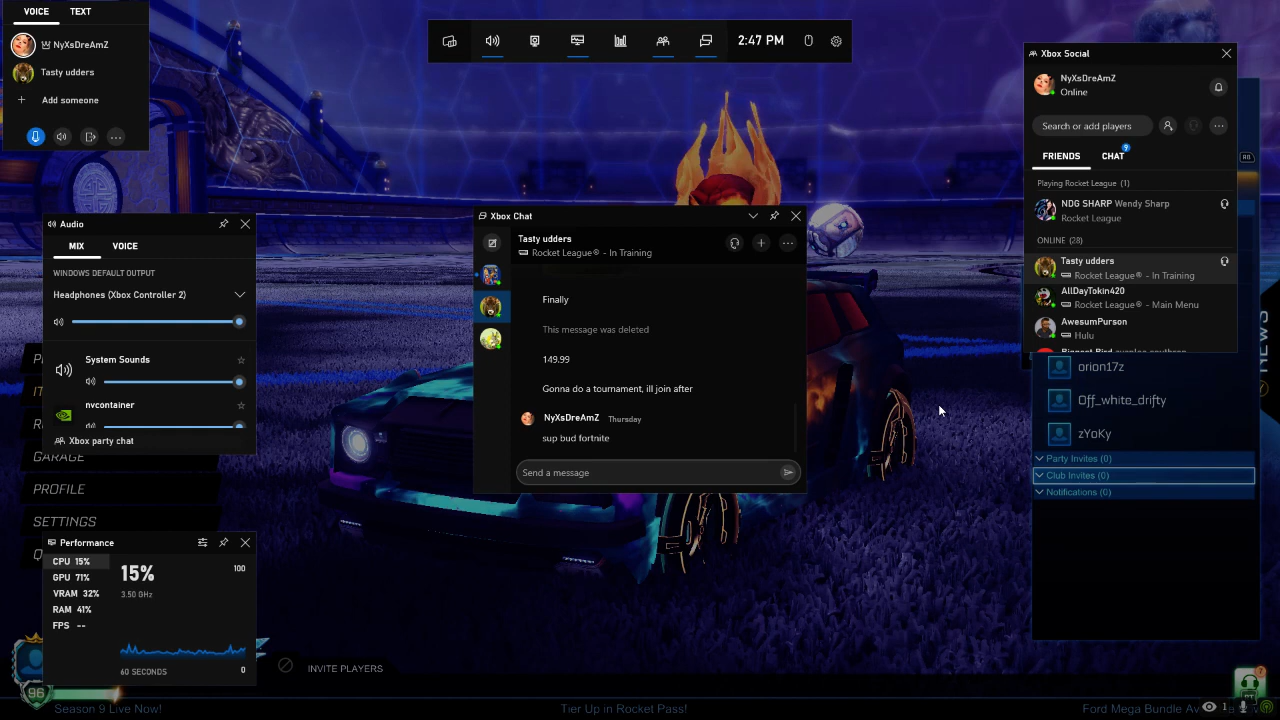 VOICE TEXT
NyXsDreAmZ
Tasty udders
Add someone
2:47 PM
Xbox Social
NyXsDreAmZ
Online
Search or add players
FRIENDS CHAT 9
Playing Rocket League (1)
NDG SHARP Wendy Sharp
Rocket League
ONLINE (28)
Tasty udders
Rocket League® - In Training
AllDayTokin420
Rocket League® - Main Menu
AwesumPurson
Hulu
RB
Audio
MIX VOICE
WINDOWS DEFAULT OUTPUT
Headphones (Xbox Controller 2)
System Sounds
nvcontainer
Xbox party chat
Xbox Chat
Tasty udders
Rocket League® - In Training
Finally
This message was deleted
149.99
Gonna do a tournament, ill join after
NyXsDreAmZ Thursday
sup bud fortnite
Send a message
orion17z
Off_white_drifty
zYoKy
Party Invites (0)
Club Invites (0)
Notifications (0)
GARAGE
PROFILE
SETTINGS
Performance
CPU 15%
GPU 71%
VRAM 32%
RAM 41%
FPS --
15%
3.50 GHz
100
60 SECONDS
0
INVITE PLAYERS
96
Season 9 Live Now!
Tier Up in Rocket Pass!
Ford Mega Bundle Av
1